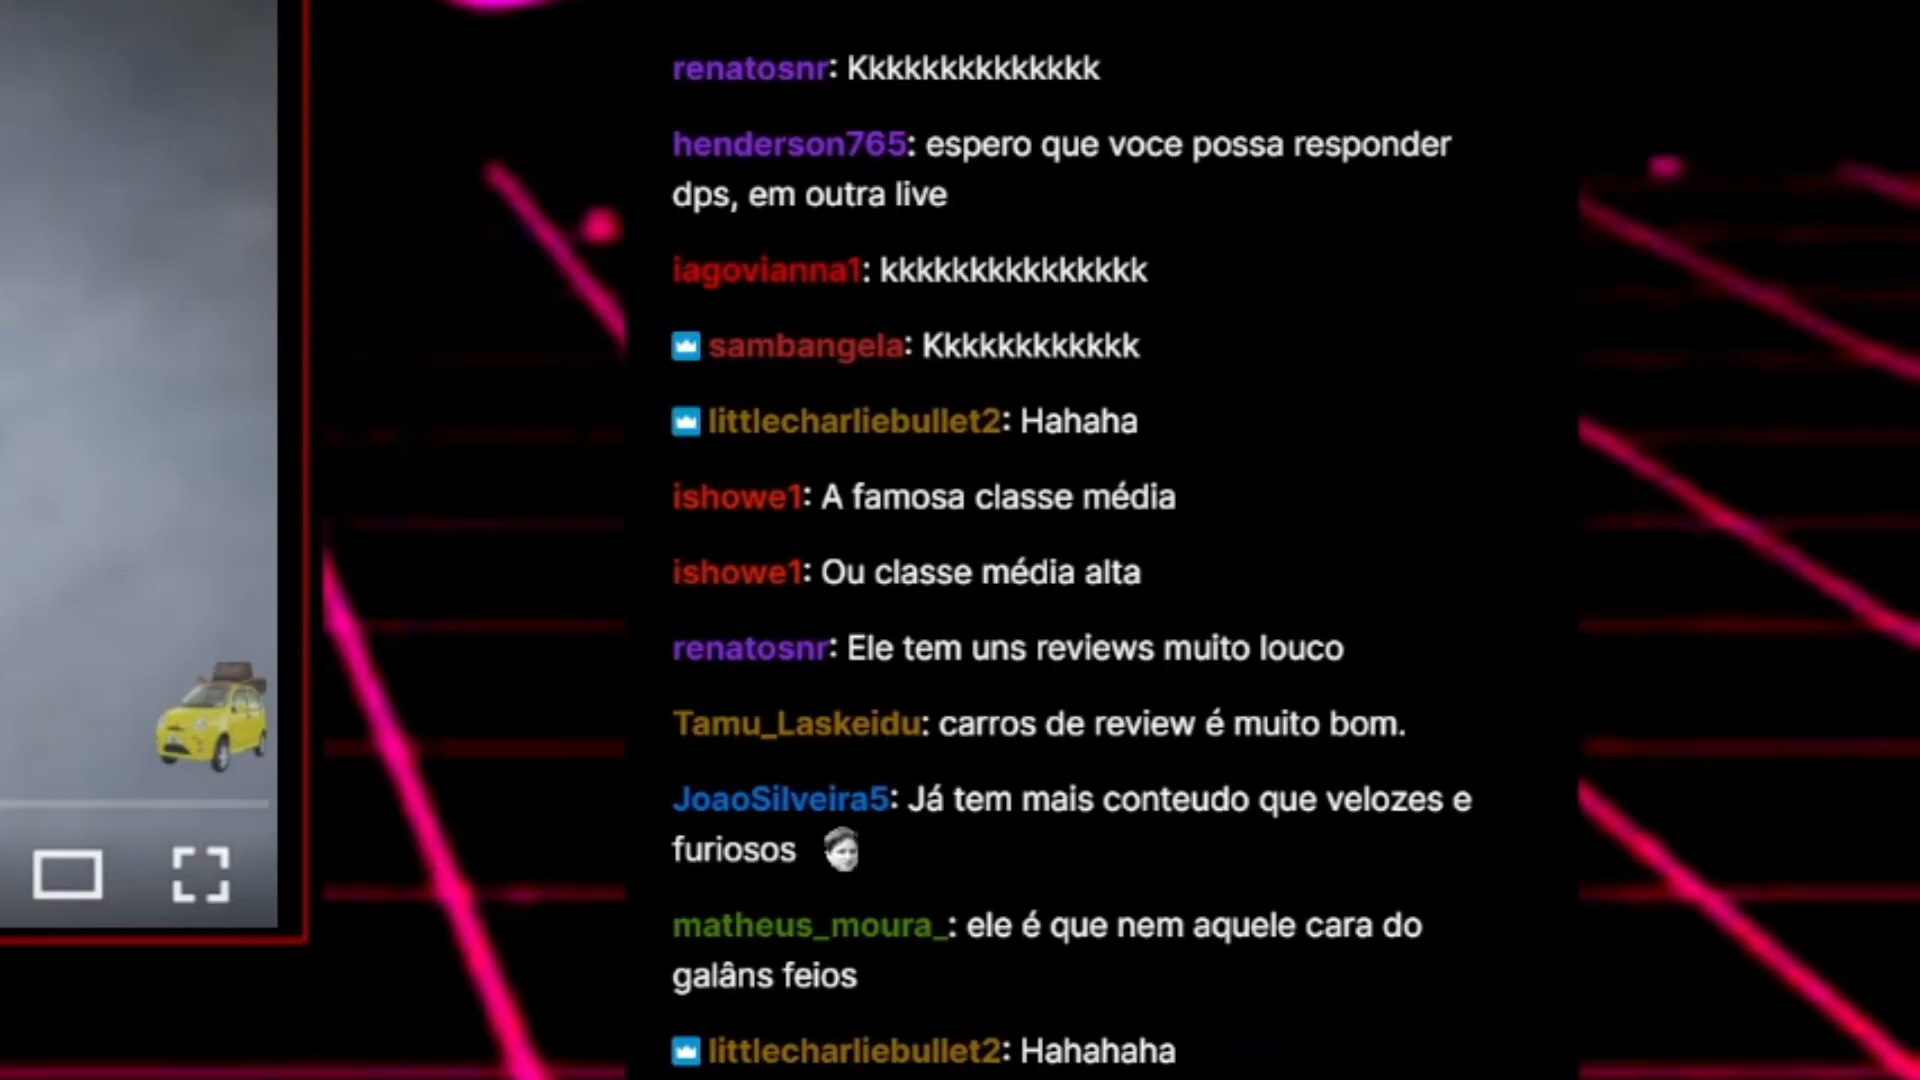 renatosnr: Kkkkkkkkkkkkkk
henderson765: espero que voce possa responder
dps, em outra live
iagovianna1: kkkkkkkkkkkkkkk
sambangela: Kkkkkkkkkkkk
littlecharliebullet2: Hahaha
ishowe1: A famosa classe média
ishowe1: Ou classe média alta
renatosnr: Ele tem uns reviews muito louco
Tamu_Laskeidu: carros de review é muito bom.
JoaoSilveira5: Já tem mais conteudo que velozes e
furiosos
matheus_moura_: ele é que nem aquele cara do
galâns feios
littlecharliebullet2: Hahahaha